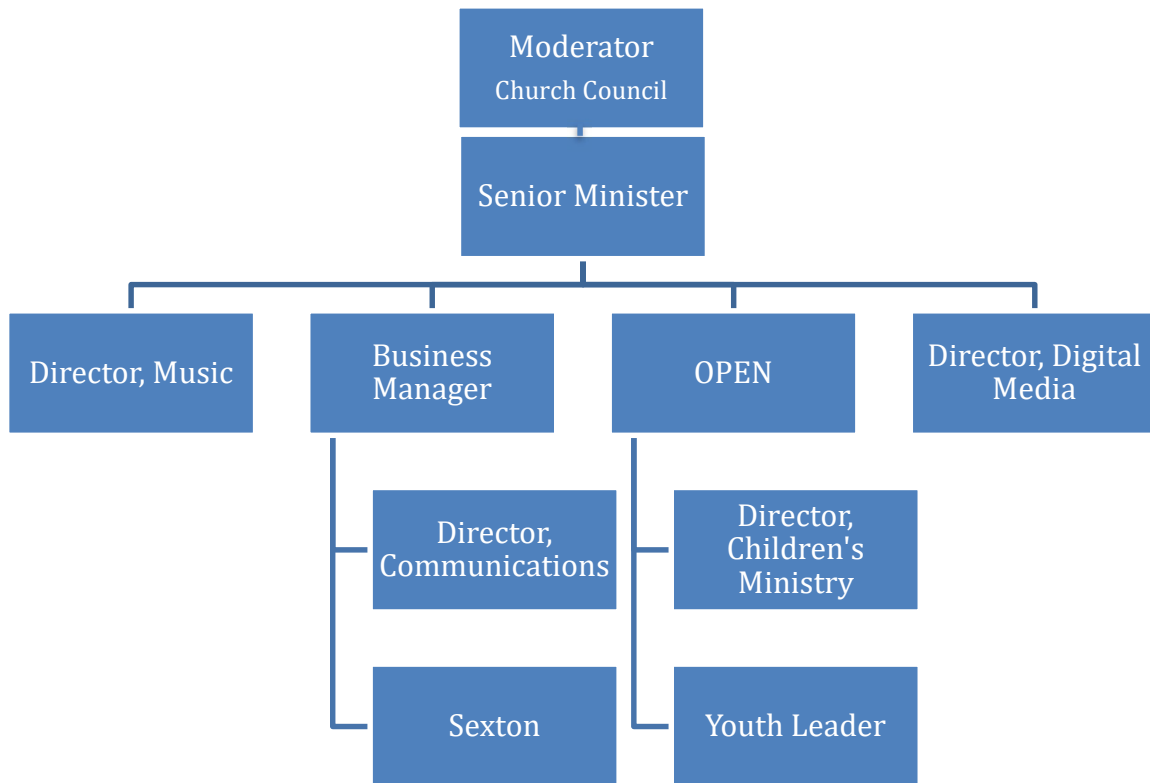 Moderator
Church Council
Senior Minister
Director, Music
Business
Manager
OPEN
Director, Digital
Media
Director,
Communications
Director,
Children's
Ministry
Sexton
Youth Leader